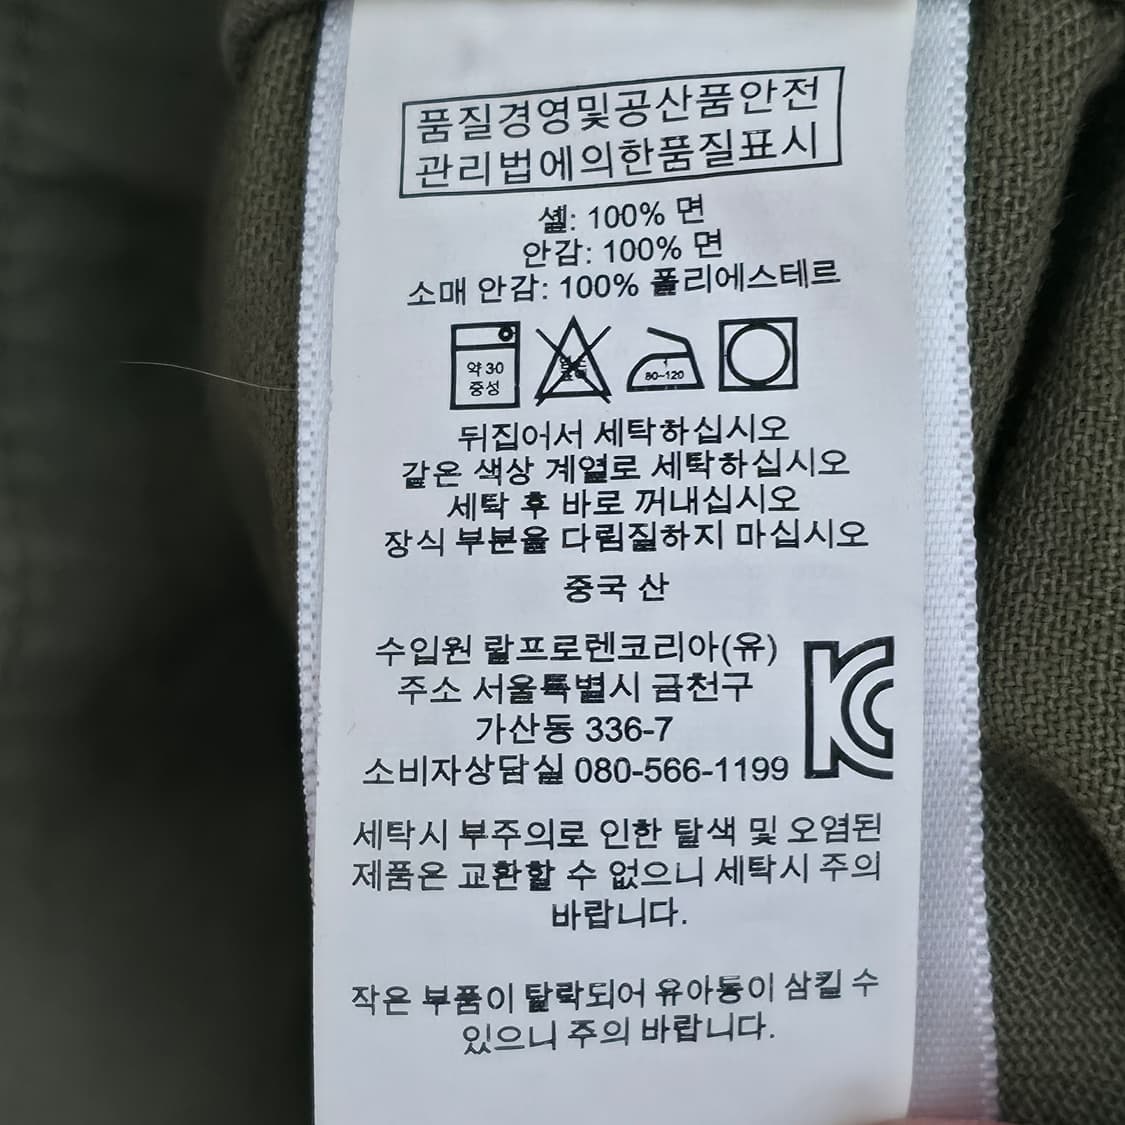 품질경영및공산품안전
관리법에의한품질표시
셸: 100% 면
안감: 100% 면
소매 안감: 100% 폴리에스테르
약 30
중성
80~120
뒤집어서 세탁하십시오
같은 색상 계열로 세탁하십시오
세탁 후 바로 꺼내십시오
장식 부분을 다림질하지 마십시오
중국 산
수입원 랄프로렌코리아(유)
주소 서울특별시 금천구
가산동 336-7
소비자상담실 080-566-1199
세탁시 부주의로 인한 탈색 및 오염된
제품은 교환할 수 없으니 세탁시 주의
바랍니다.
작은 부품이 탈락되어 유아통이 삼킬 수
있으니 주의 바랍니다.